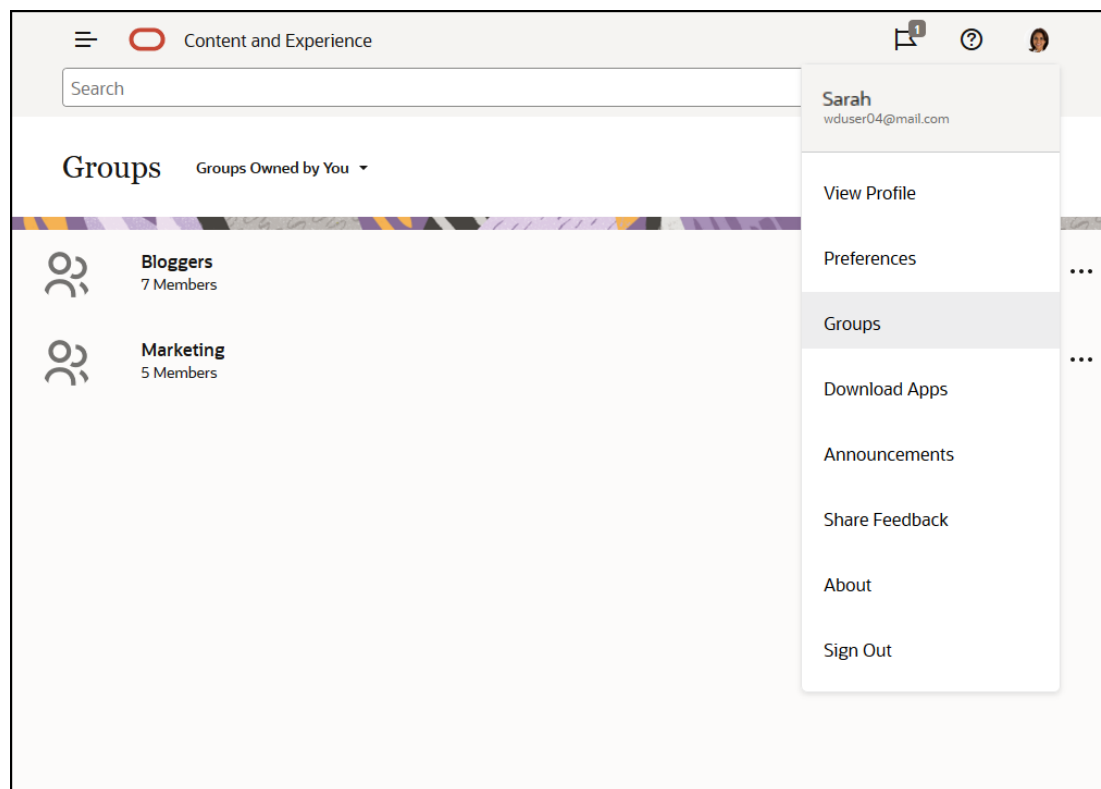 Content and Experience
1
Search
Sarah
wduser04@mail.com
Groups
Groups Owned by You
View Profile
Preferences
Groups
Download Apps
Announcements
Share Feedback
About
Sign Out
Bloggers
7 Members
Marketing
5 Members